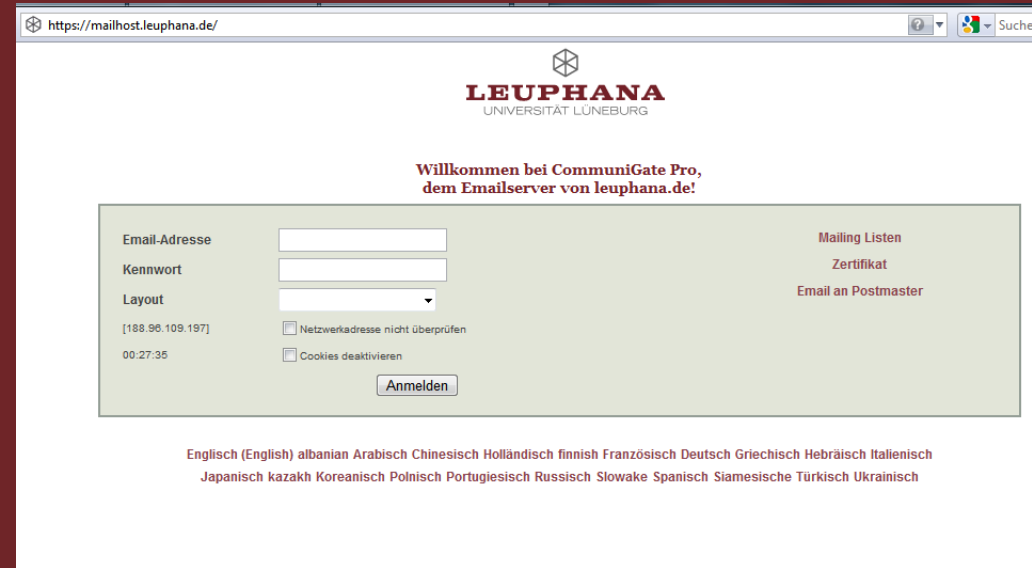 https://mailhost.leuphana.de/
Suche
LEUPHANA
UNIVERSITÄT LÜNEBURG
Willkommen bei CommuniGate Pro,
dem Emailserver von leuphana.de!
Email-Adresse
Mailing Listen
Kennwort
Zertifikat
Layout
Email an Postmaster
[188.96.109.197]
Netzwerkadresse nicht überprüfen
00:27:35
Cookies deaktivieren
Anmelden
Englisch (English) albanian Arabisch Chinesisch Holländisch finnish Französisch Deutsch Griechisch Hebräisch Italienisch
Japanisch kazakh Koreanisch Polnisch Portugiesisch Russisch Slowake Spanisch Siamesische Türkisch Ukrainisch